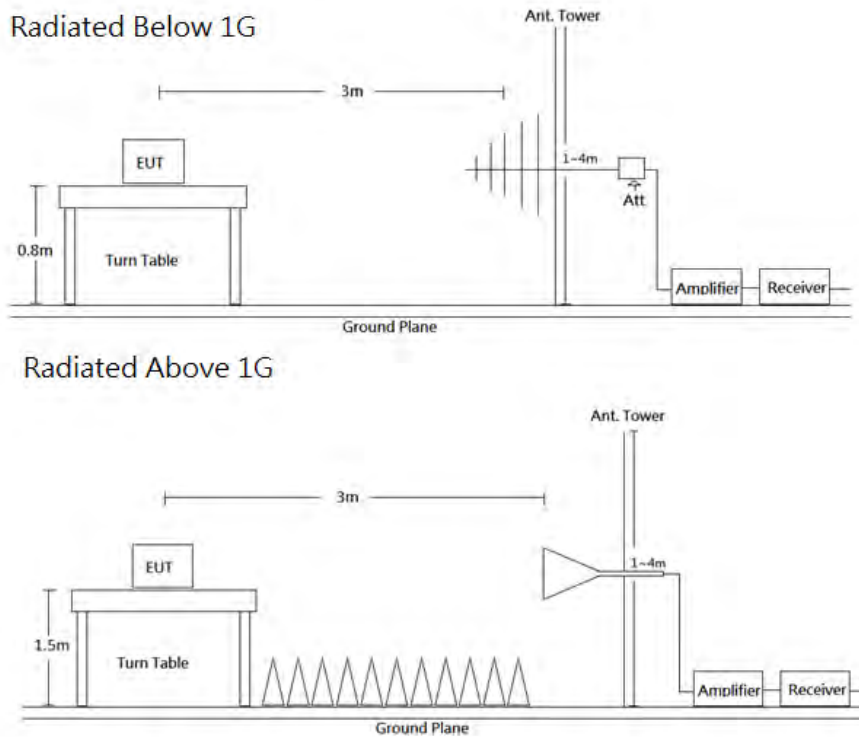 Radiated Below 1G
Ant. Tower
3m
EUT
1~4m
Att
0.8m
Turn Table
Amplifier
Receiver
Ground Plane
Radiated Above 1G
Ant. Tower
3m
EUT
1~4m
1.5m
Turn Table
Amplifier
Receiver
Ground Plane